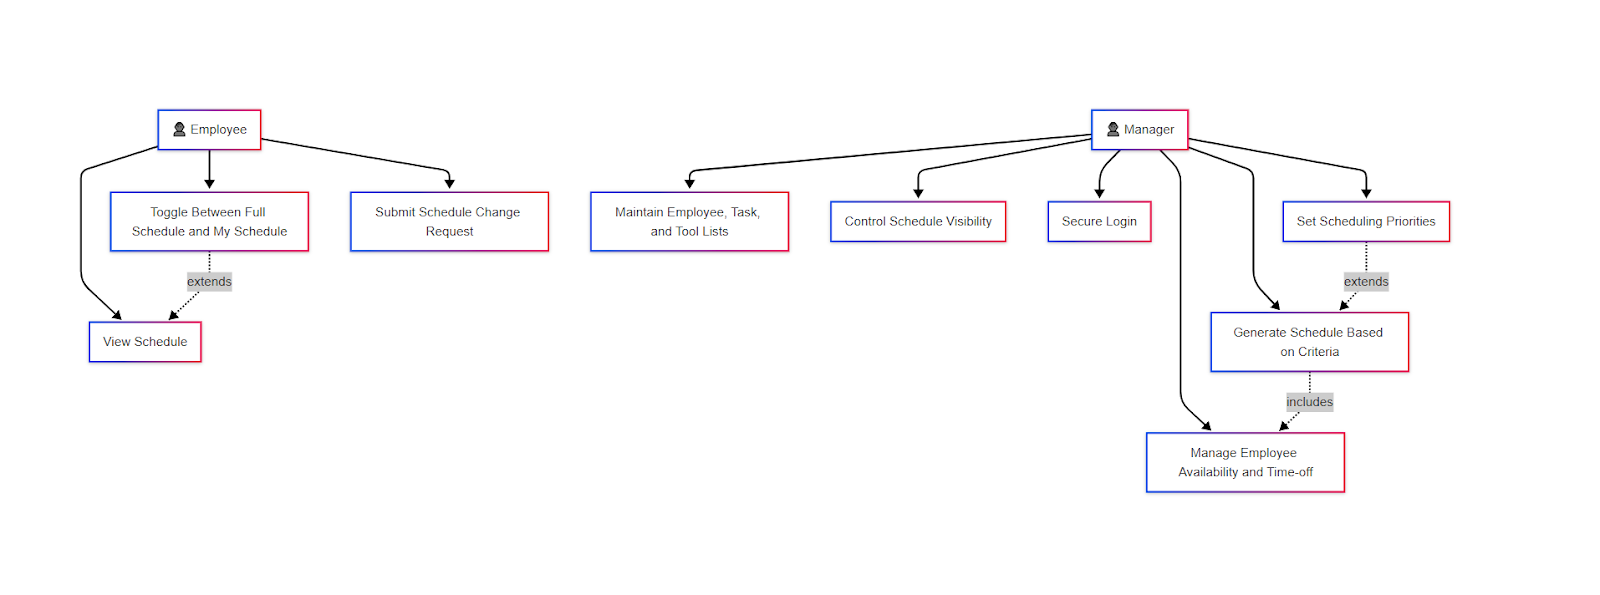 Employee
Manager
Toggle Between Full
Schedule and My Schedule
Submit Schedule Change
Request
Maintain Employee, Task,
and Tool Lists
Control Schedule Visibility
Secure Login
Set Scheduling Priorities
extends
extends
View Schedule
Generate Schedule Based
on Criteria
includes
Manage Employee
Availability and Time-off